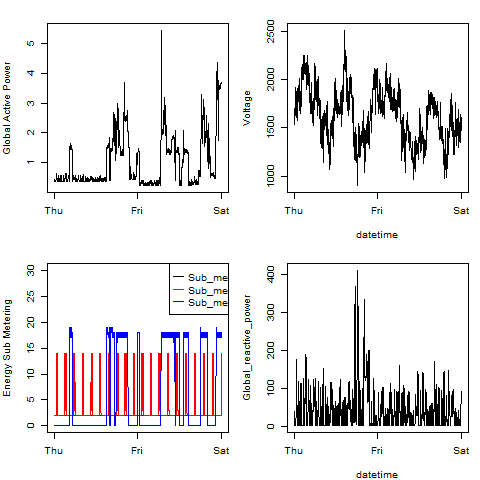 Global Active Power
5
4
3
2
1
Thu
Fri
Sat
Voltage
2500
2000
1500
1000
Thu
Fri
Sat
datetime
Energy Sub Metering
30
25
20
15
10
5
0
Sub_me
Sub_me
Sub_me
Thu
Fri
Sat
Global_reactive_power
400
300
200
100
0
Thu
Fri
Sat
datetime